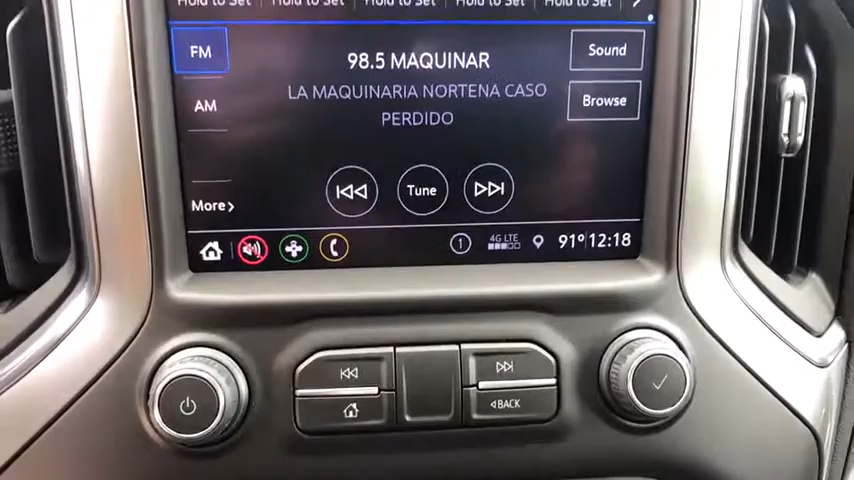 Hold to Set Hold to Set Hold to Set Hold to Set Hold to Set
FM
98.5 MAQUINAR
Sound
LA MAQUINARIA NORTENA CASO
PERDIDO
AM
Browse
Tune
More
1 4G LTE 91° 12:18
BACK